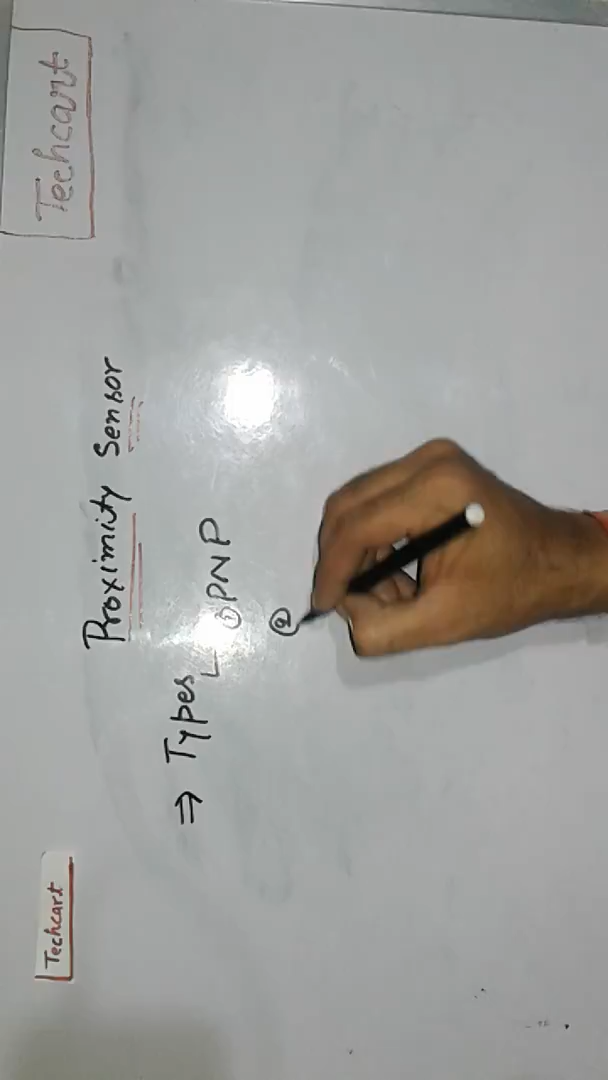 Techcart
Techcart
Proximity Sensor
⇒ Types
① PNP
②